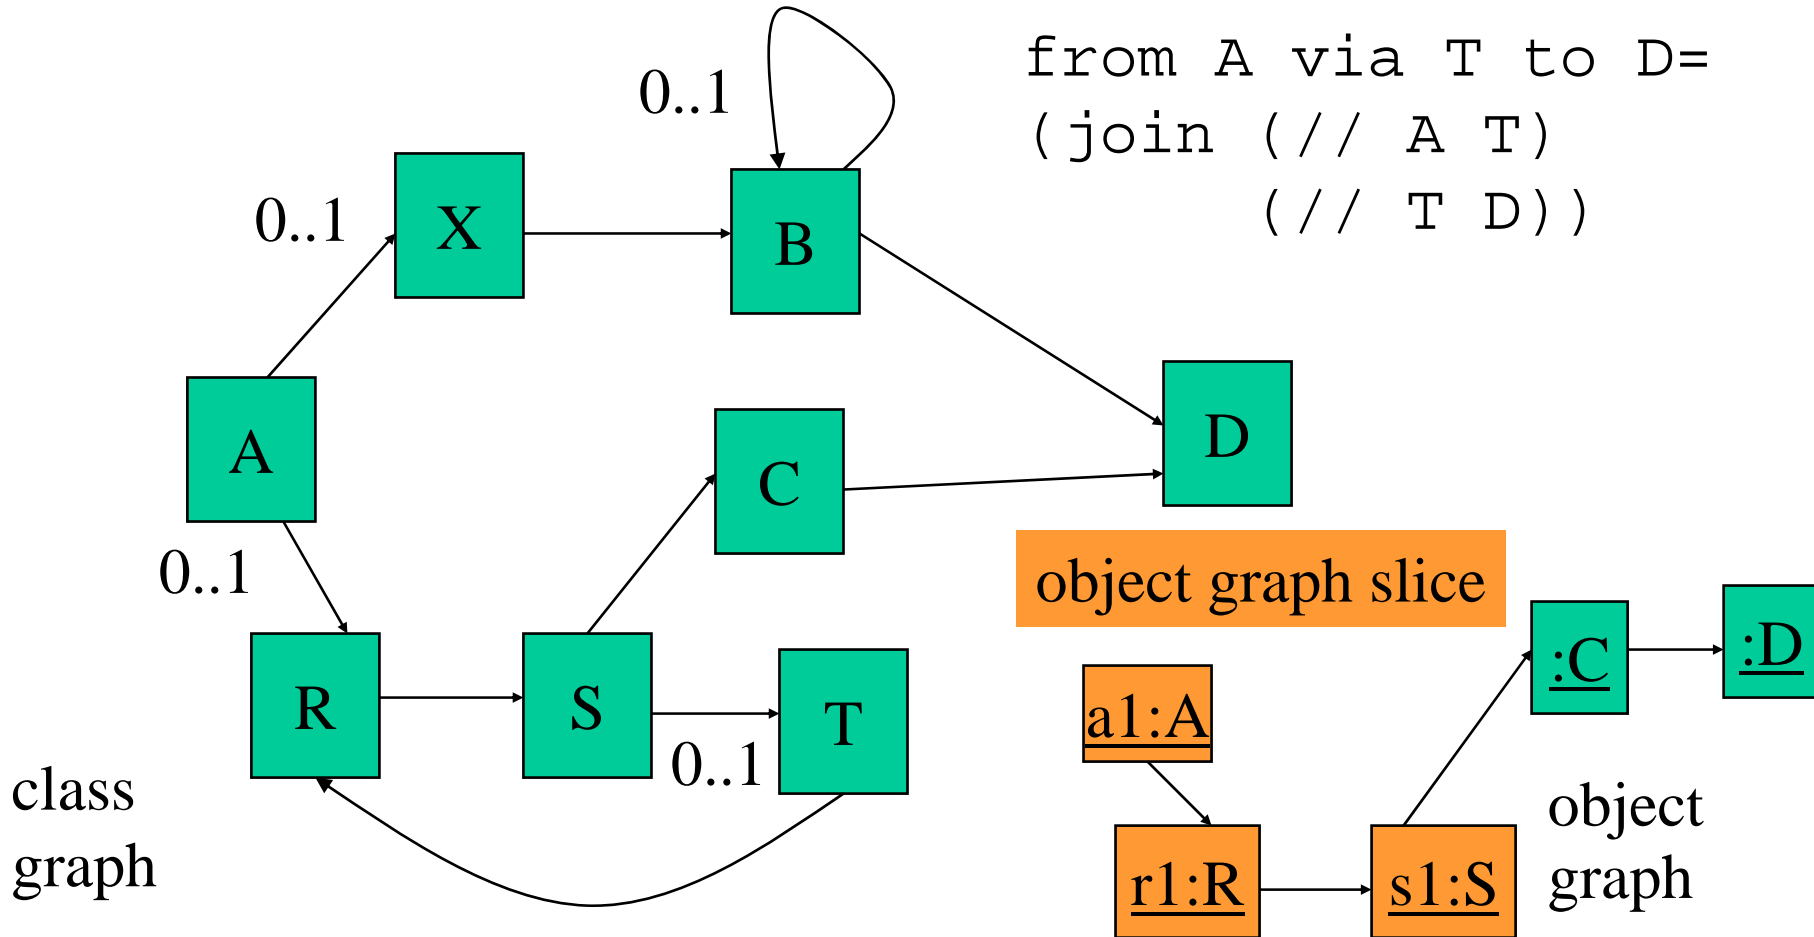 from A via T to D=
(join (// A T)
(// T D))
0..1
0..1
X
B
A
C
D
0..1
object graph slice
R
S
T
0..1
:C
:D
a1:A
class
graph
object
graph
r1:R
s1:S